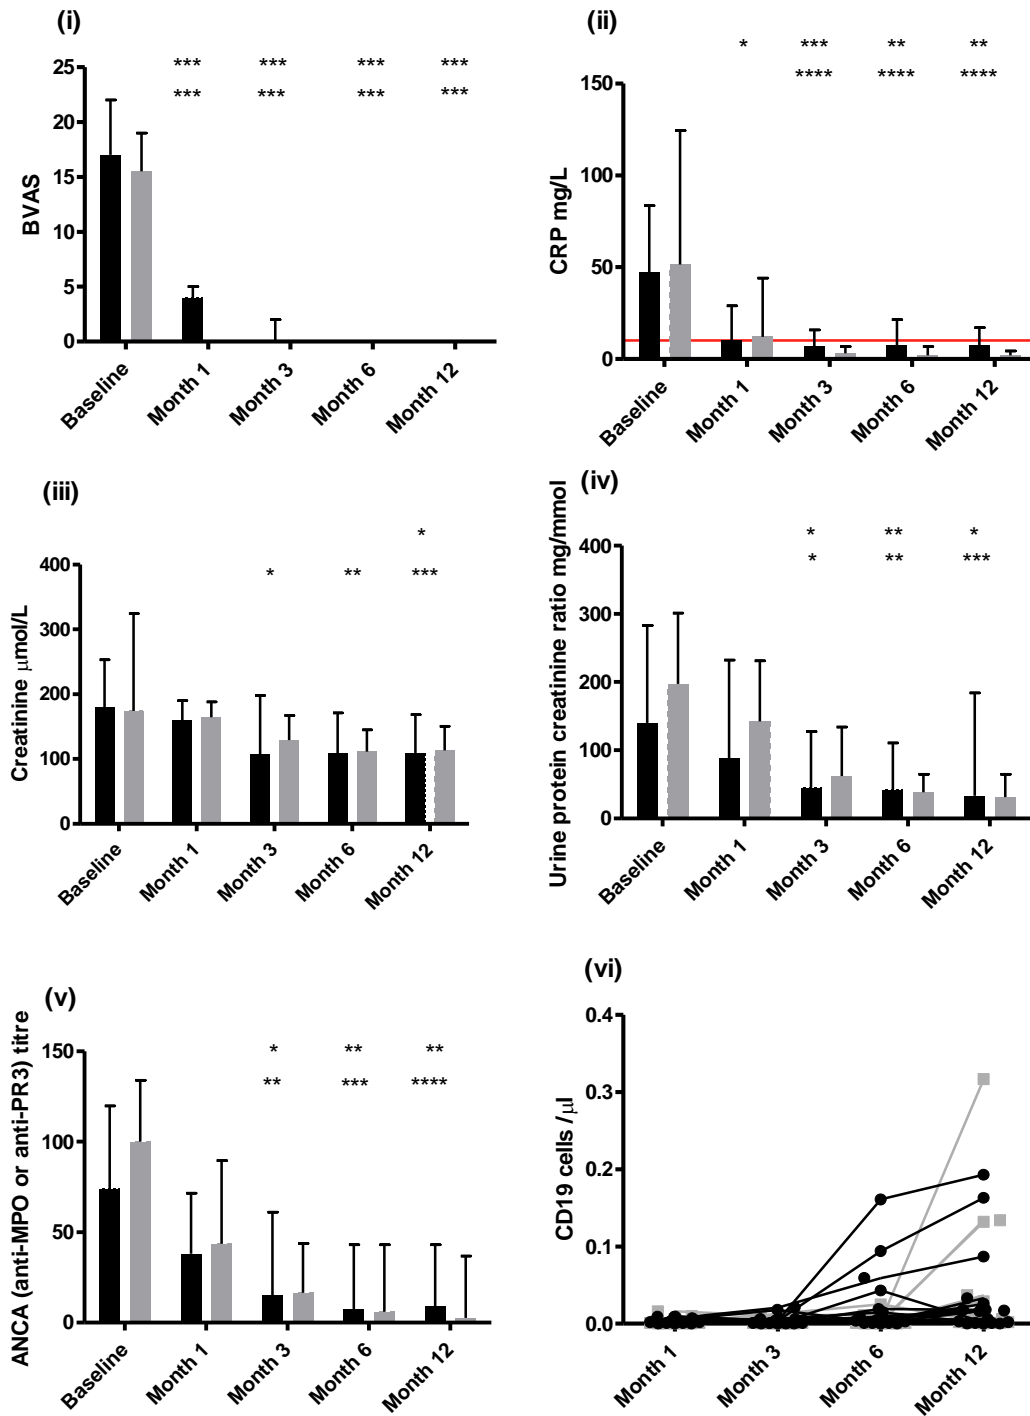 (i)
*** *** *** ***
*** *** *** ***
BVAS
25
20
15
10
5
0
Baseline
Month 1
Month 3
Month 6
Month 12
(ii)
* *** ** **
**** **** ****
CRP mg/L
150
100
50
0
Baseline
Month 1
Month 3
Month 6
Month 12
(iii)
*
* ** ***
Creatinine μmol/L
400
300
200
100
0
Baseline
Month 1
Month 3
Month 6
Month 12
(iv)
* ** *
* ** ***
Urine protein creatinine ratio mg/mmol
400
300
200
100
0
Baseline
Month 1
Month 3
Month 6
Month 12
(v)
* ** **
** *** ****
ANCA (anti-MPO or anti-PR3) titre
150
100
50
0
Baseline
Month 1
Month 3
Month 6
Month 12
(vi)
CD19 cells /μl
0.4
0.3
0.2
0.1
0.0
Month 1
Month 3
Month 6
Month 12